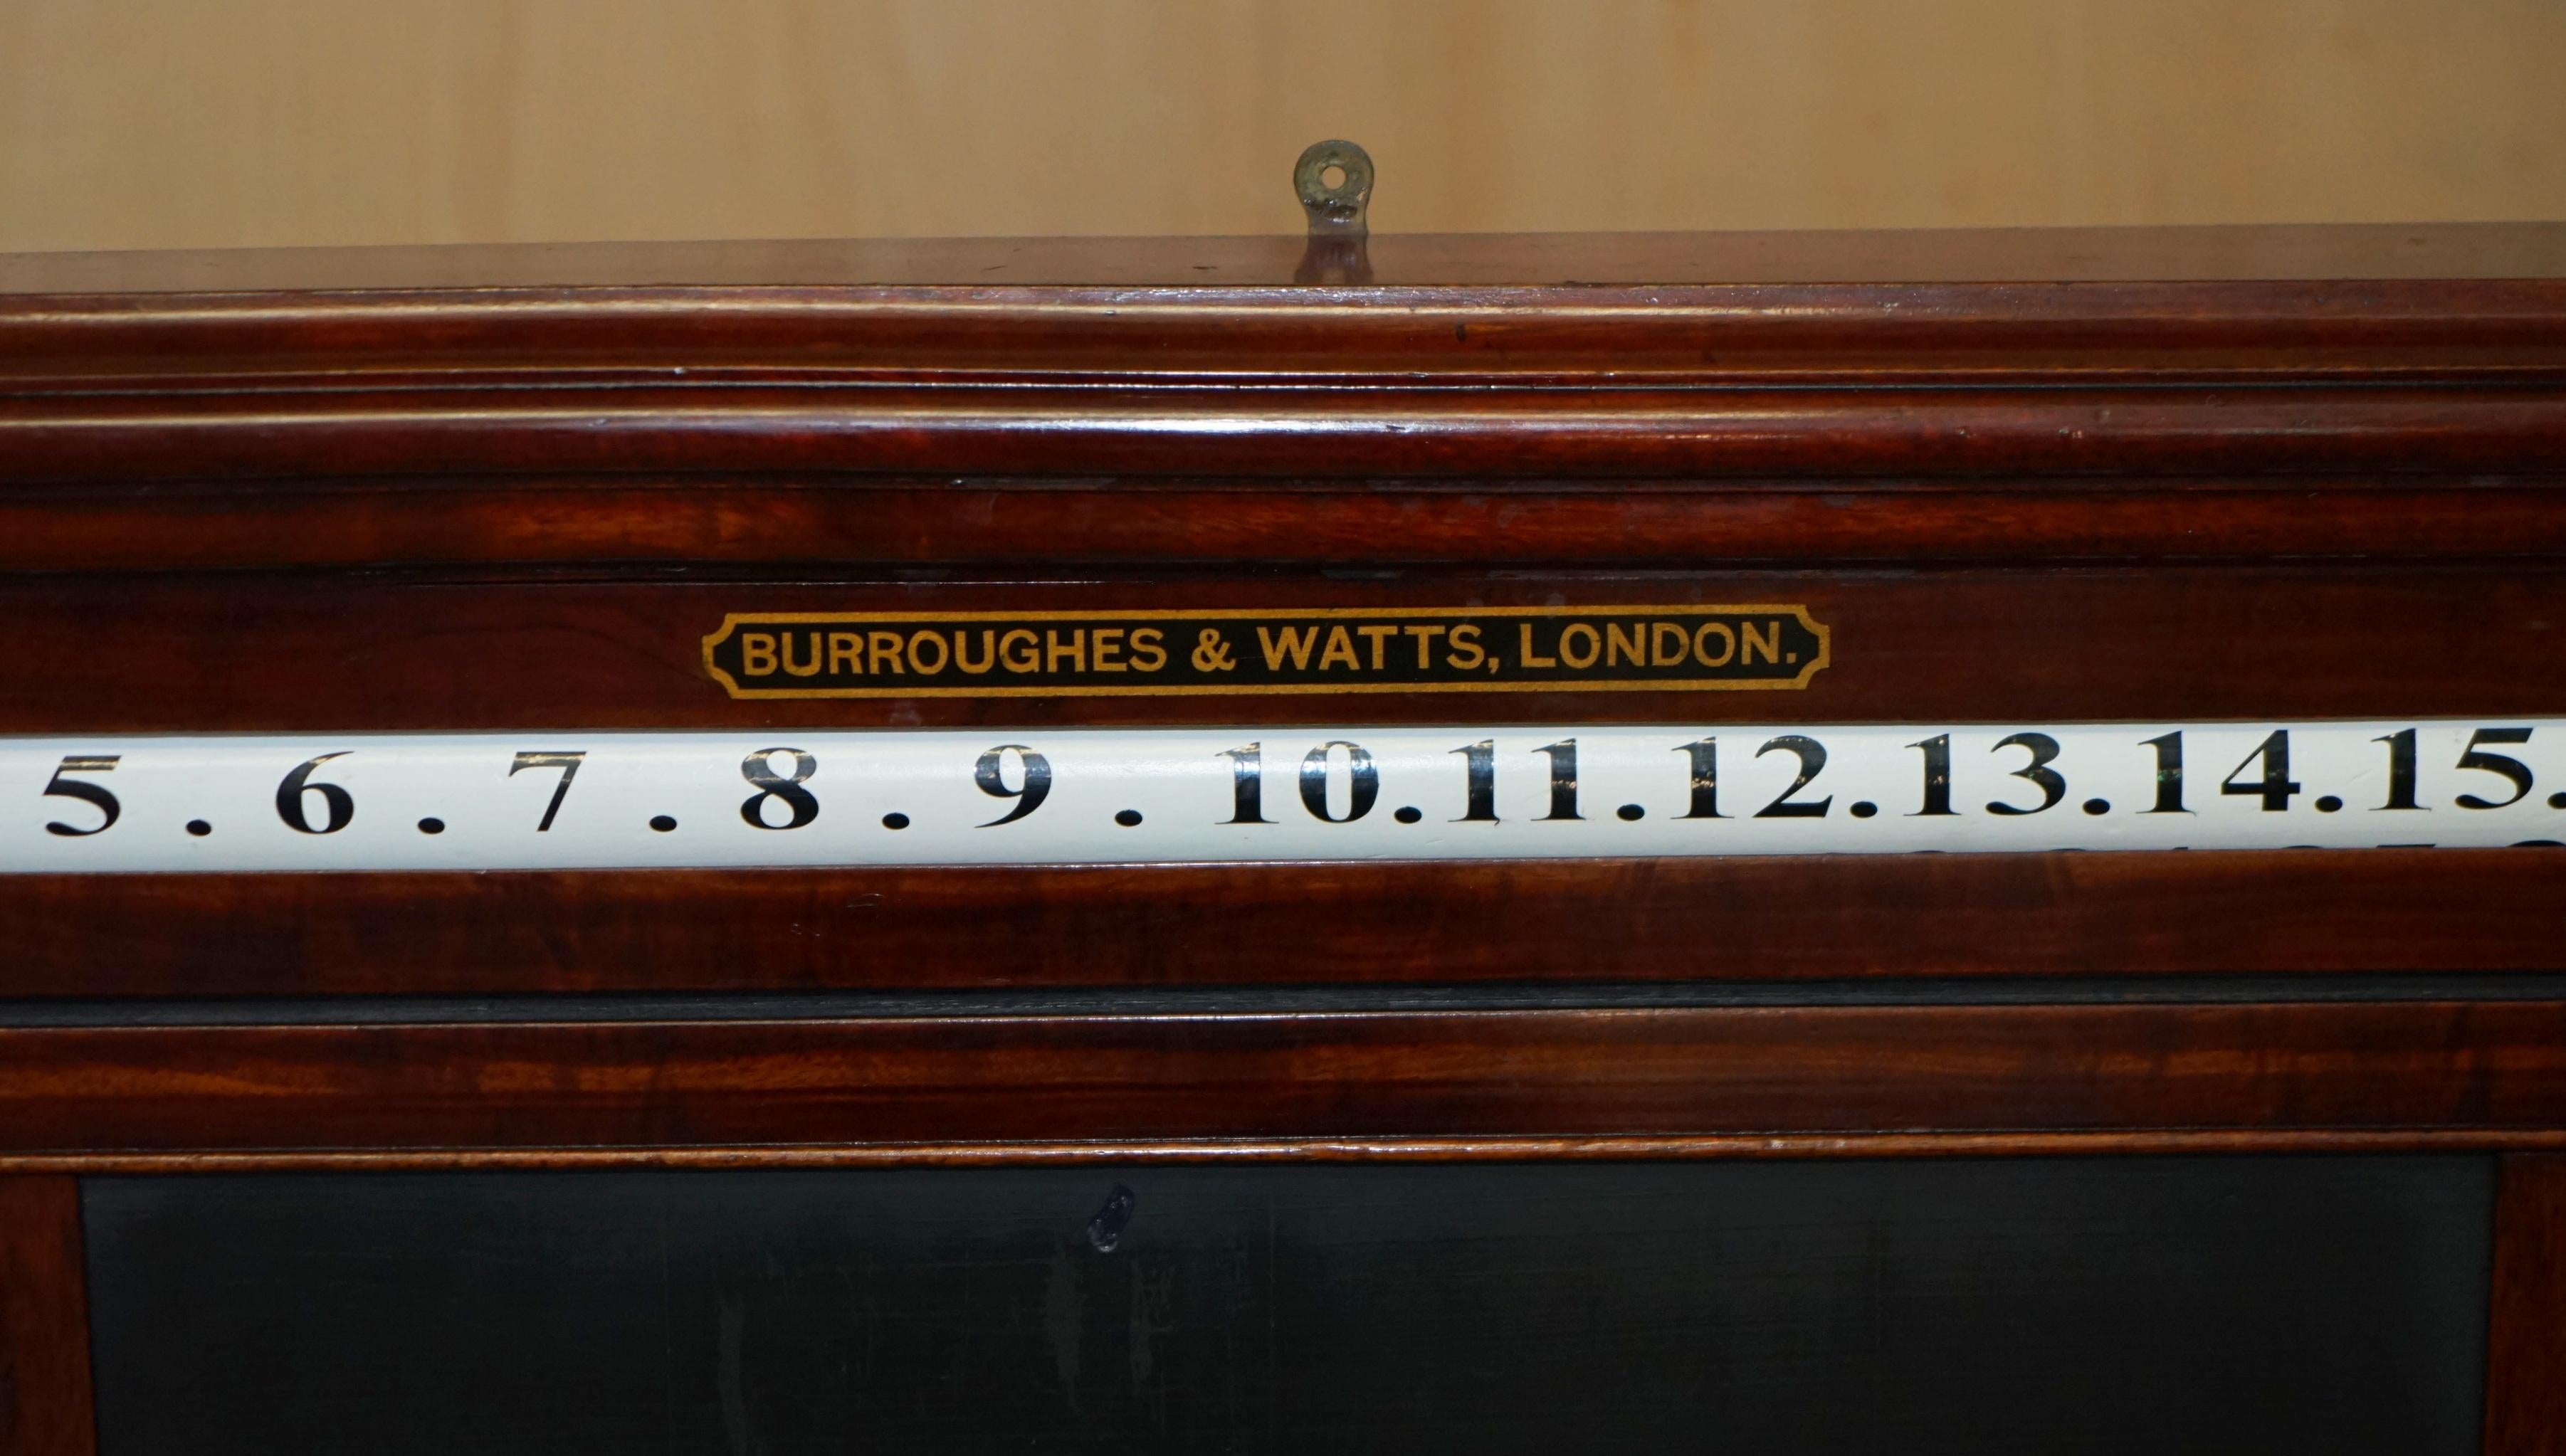 BURROUGHES & WATTS, LONDON.
5 . 6 . 7 . 8 . 9 . 10.11.12.13.14.15.